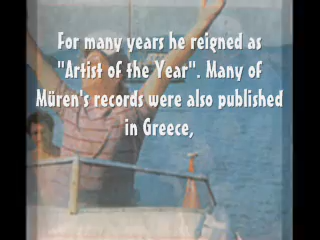 For many years he reigned as
"Artist of the Year". Many of
Müren's records were also published
in Greece,